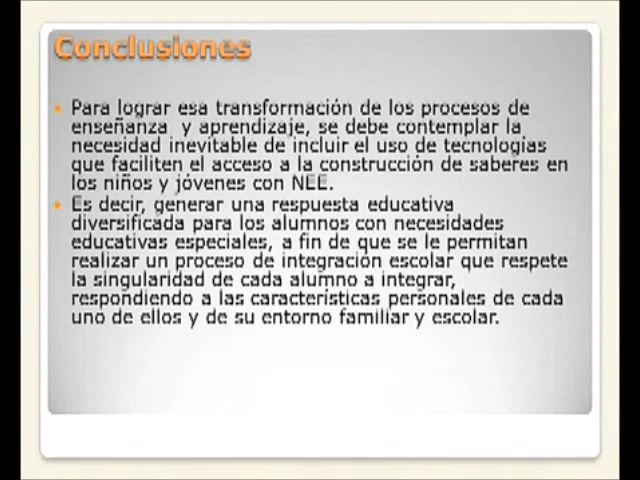 Conclusiones
Para lograr esa transformación de los procesos de
enseñanza y aprendizaje, se debe contemplar la
necesidad inevitable de incluir el uso de tecnologías
que faciliten el acceso a la construcción de saberes en
los niños y jóvenes con NEE.
Es decir, generar una respuesta educativa
diversificada para los alumnos con necesidades
educativas especiales, a fin de que se le permitan
realizar un proceso de integración escolar que respete
la singularidad de cada alumno a integrar,
respondiendo a las características personales de cada
uno de ellos y de su entorno familiar y escolar.